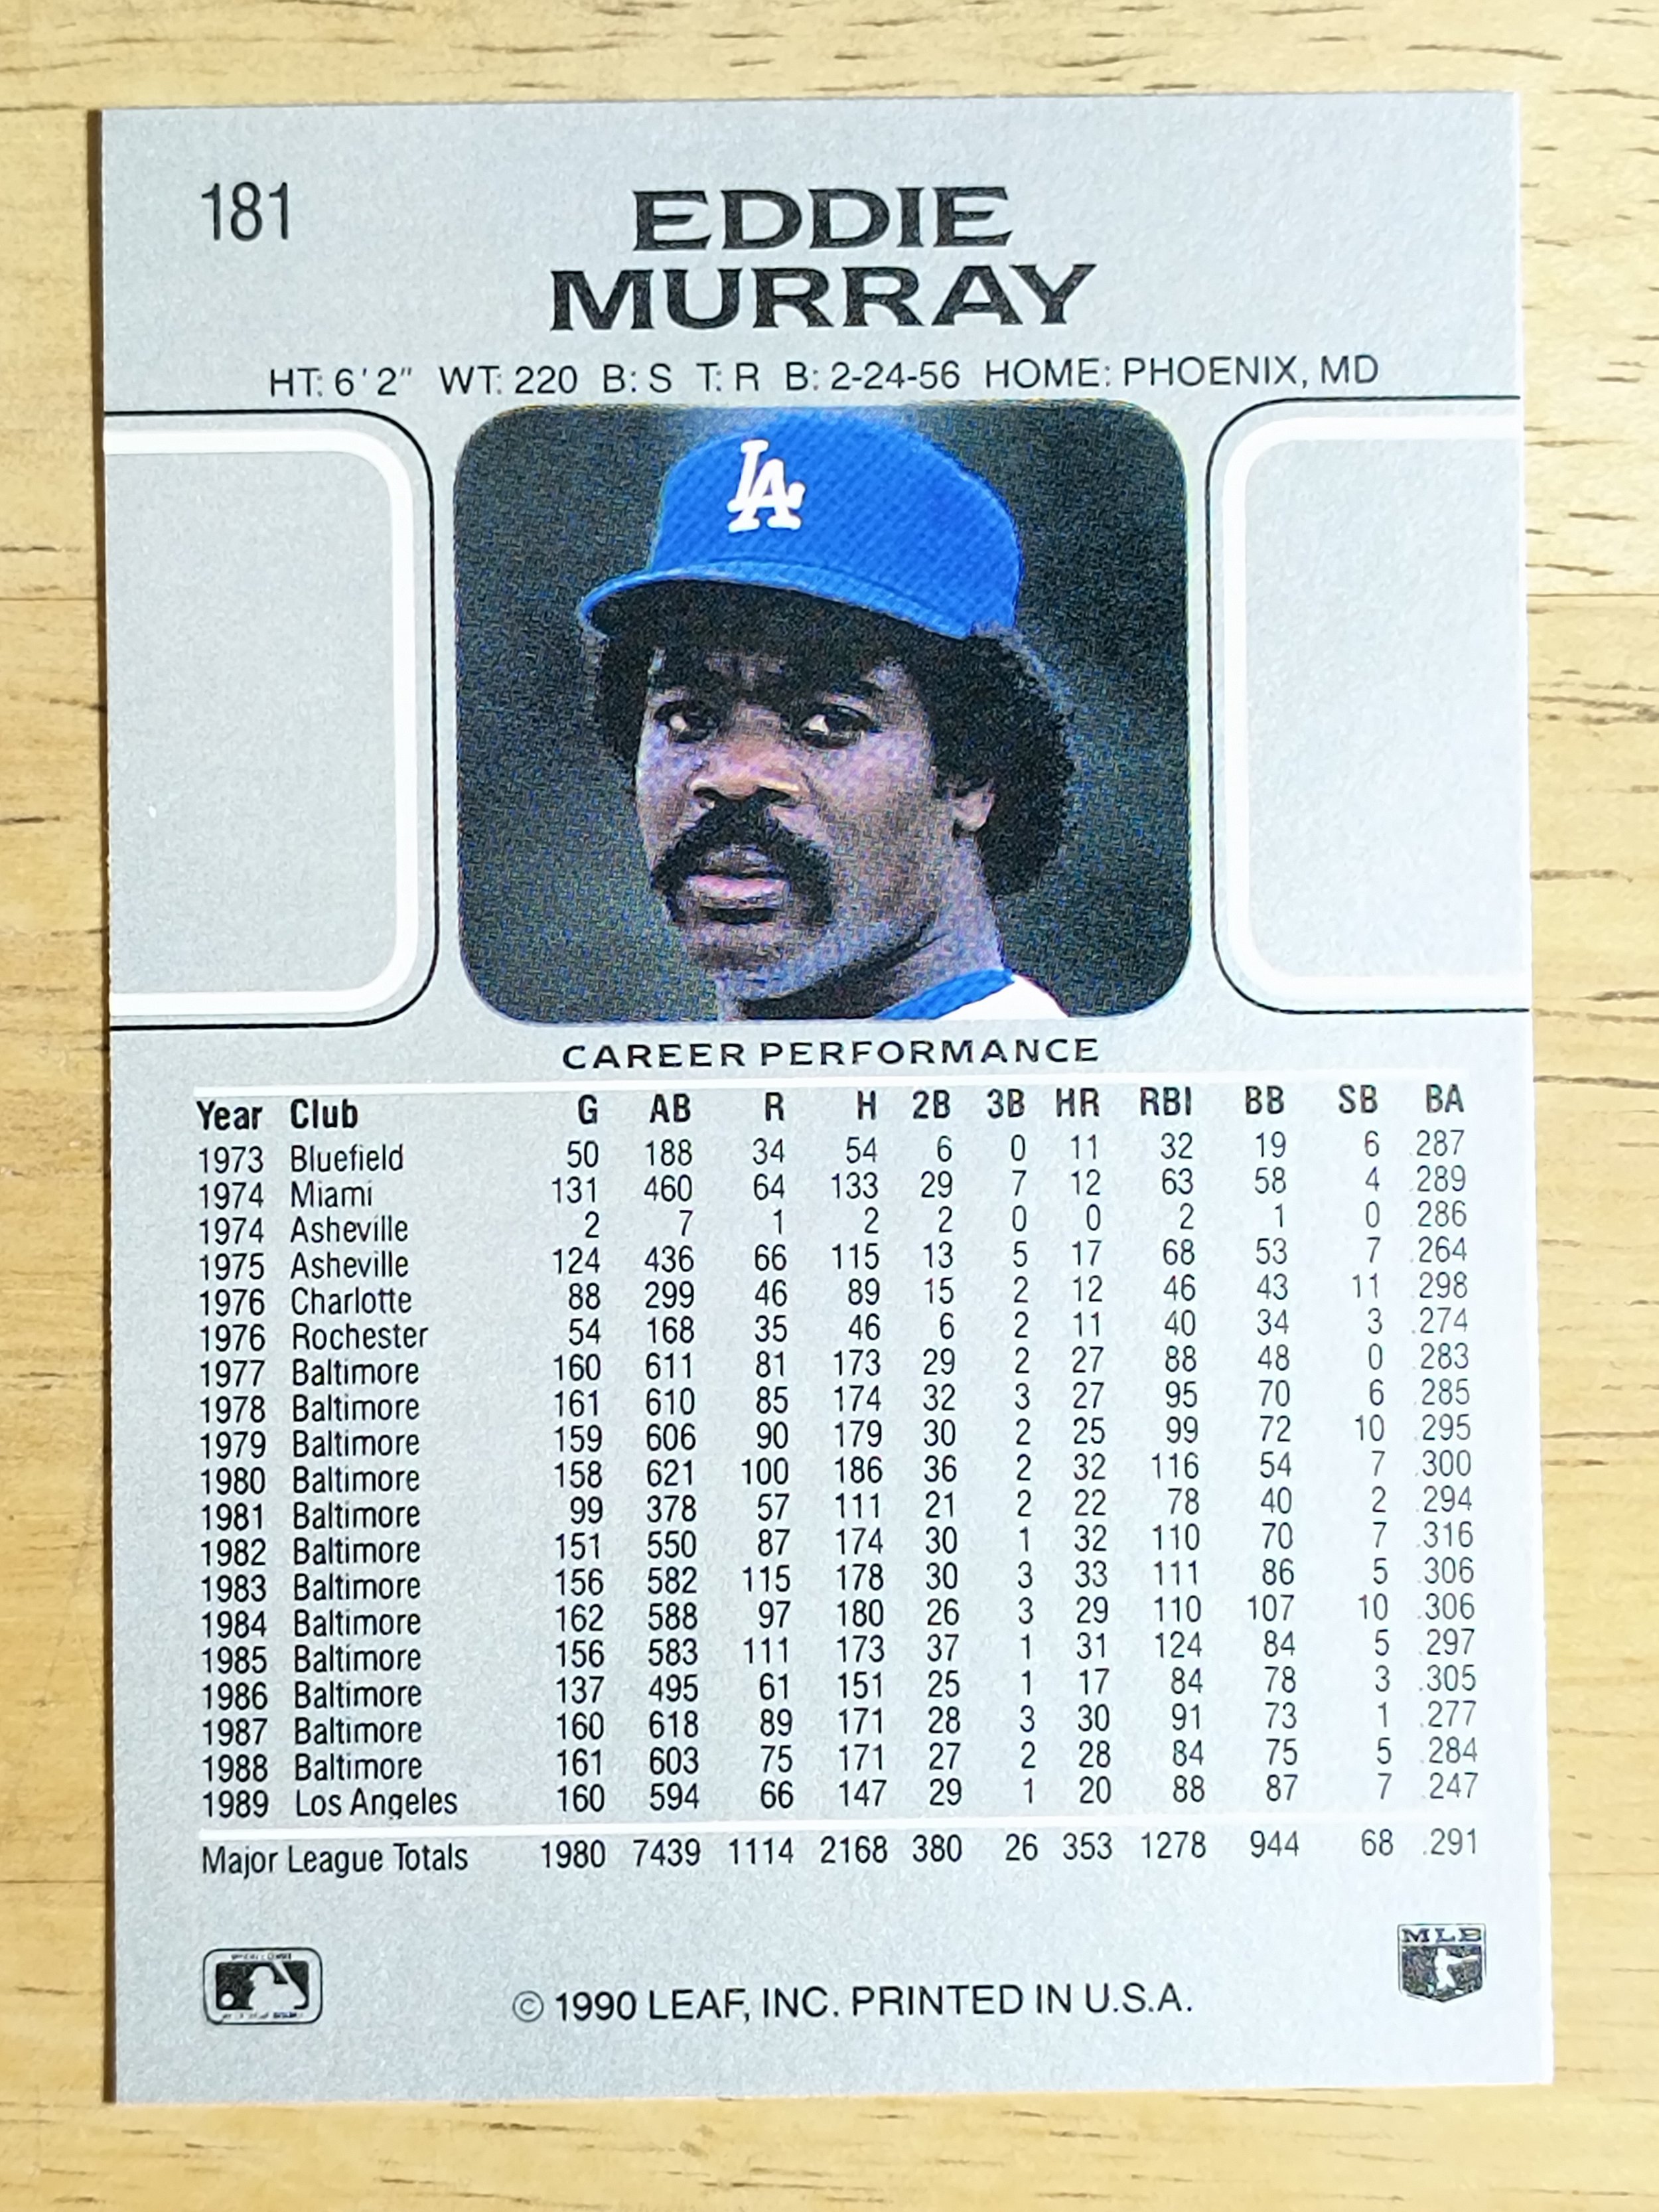 181
EDDIE
MURRAY
HT: 6'2" WT: 220 B: S T: R B: 2-24-56 HOME: PHOENIX, MD
LA
CAREER PERFORMANCE
Year Club G AB R H 2B 3B HR RBI BB SB BA
1973 Bluefield 50 188 34 54 6 0 11 32 19 6 .287
1974 Miami 131 460 64 133 29 7 12 63 58 4 .289
1974 Asheville 2 7 1 2 2 0 0 2 1 0 .286
1975 Asheville 124 436 66 115 13 5 17 68 53 7 .264
1976 Charlotte 88 299 46 89 15 2 12 46 43 11 .298
1976 Rochester 54 168 35 46 6 2 11 40 34 3 .274
1977 Baltimore 160 611 81 173 29 2 27 88 48 0 .283
1978 Baltimore 161 610 85 174 32 3 27 95 70 6 .285
1979 Baltimore 159 606 90 179 30 2 25 99 72 10 .295
1980 Baltimore 158 621 100 186 36 2 32 116 54 7 .300
1981 Baltimore 99 378 57 111 21 2 22 78 40 2 .294
1982 Baltimore 151 550 87 174 30 1 32 110 70 7 .316
1983 Baltimore 156 582 115 178 30 3 33 111 86 5 .306
1984 Baltimore 162 588 97 180 26 3 29 110 107 10 .306
1985 Baltimore 156 583 111 173 37 1 31 124 84 5 .297
1986 Baltimore 137 495 61 151 25 1 17 84 78 3 .305
1987 Baltimore 160 618 89 171 28 3 30 91 73 1 .277
1988 Baltimore 161 603 75 171 27 2 28 84 75 5 .284
1989 Los Angeles 160 594 66 147 29 1 20 88 87 7 .247
Major League Totals 1980 7439 1114 2168 380 26 353 1278 944 68 .291
MLB
© 1990 LEAF, INC. PRINTED IN U.S.A.